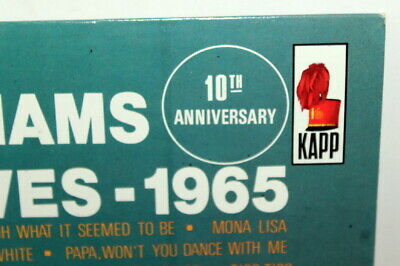 10TH
ANNIVERSARY
KAPP
IAMS
VES - 1965
H WHAT IT SEEMED TO BE • MONA LISA
WHITE • PAPA, WON'T YOU DANCE WITH ME